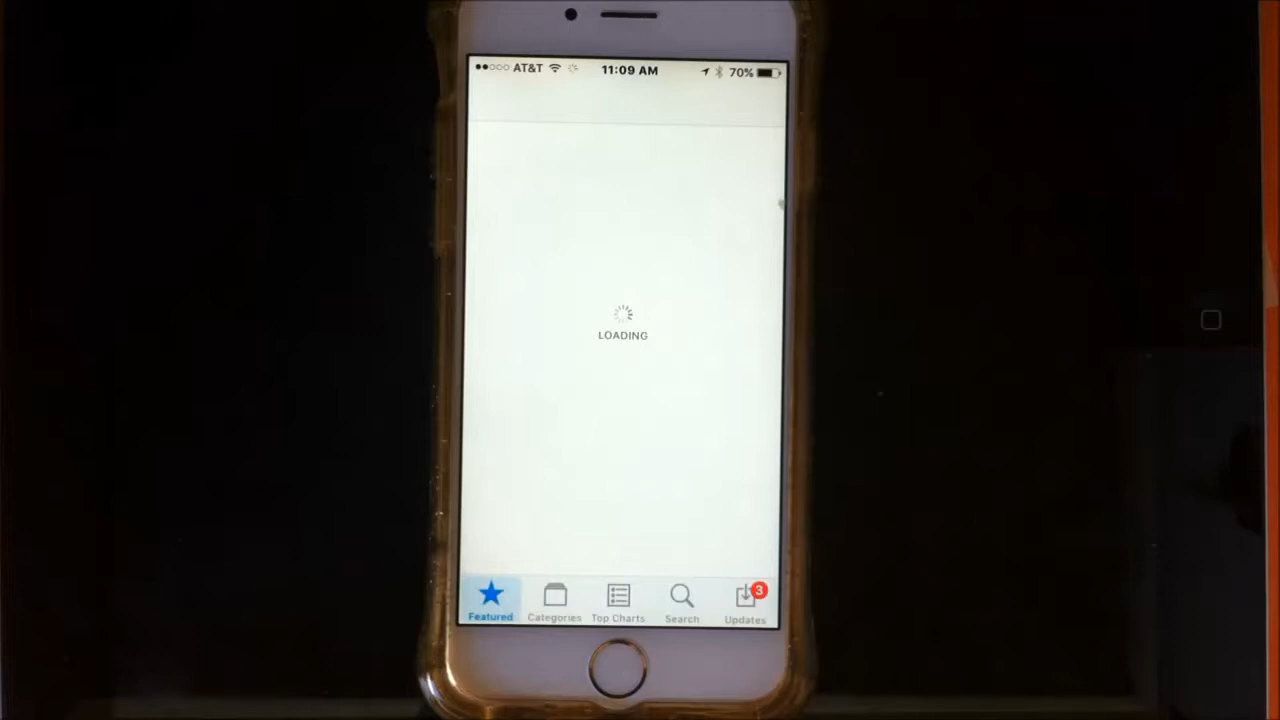 AT&T 11:09 AM 70%
LOADING
3
Featured Categories Top Charts Search Updates